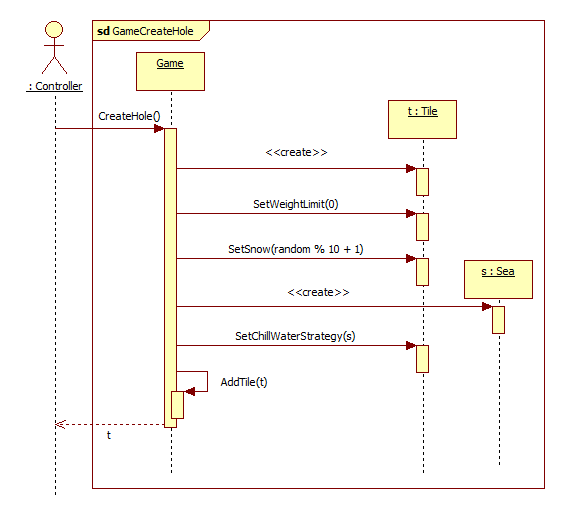 sd GameCreateHole
: Controller
Game
CreateHole()
t : Tile
<<create>>
SetWeightLimit(0)
SetSnow(random % 10 + 1)
s : Sea
<<create>>
SetChillWaterStrategy(s)
AddTile(t)
t